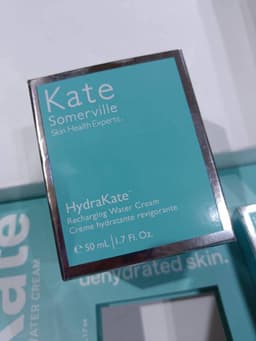 Kate
Somerville
Skin Health Experts
HydraKate™
Recharging Water Cream
Crème hydratante revigorante
e 50 mL | 1.7 Fl. Oz.
dehydrated skin.
Kate
WATER CREAM